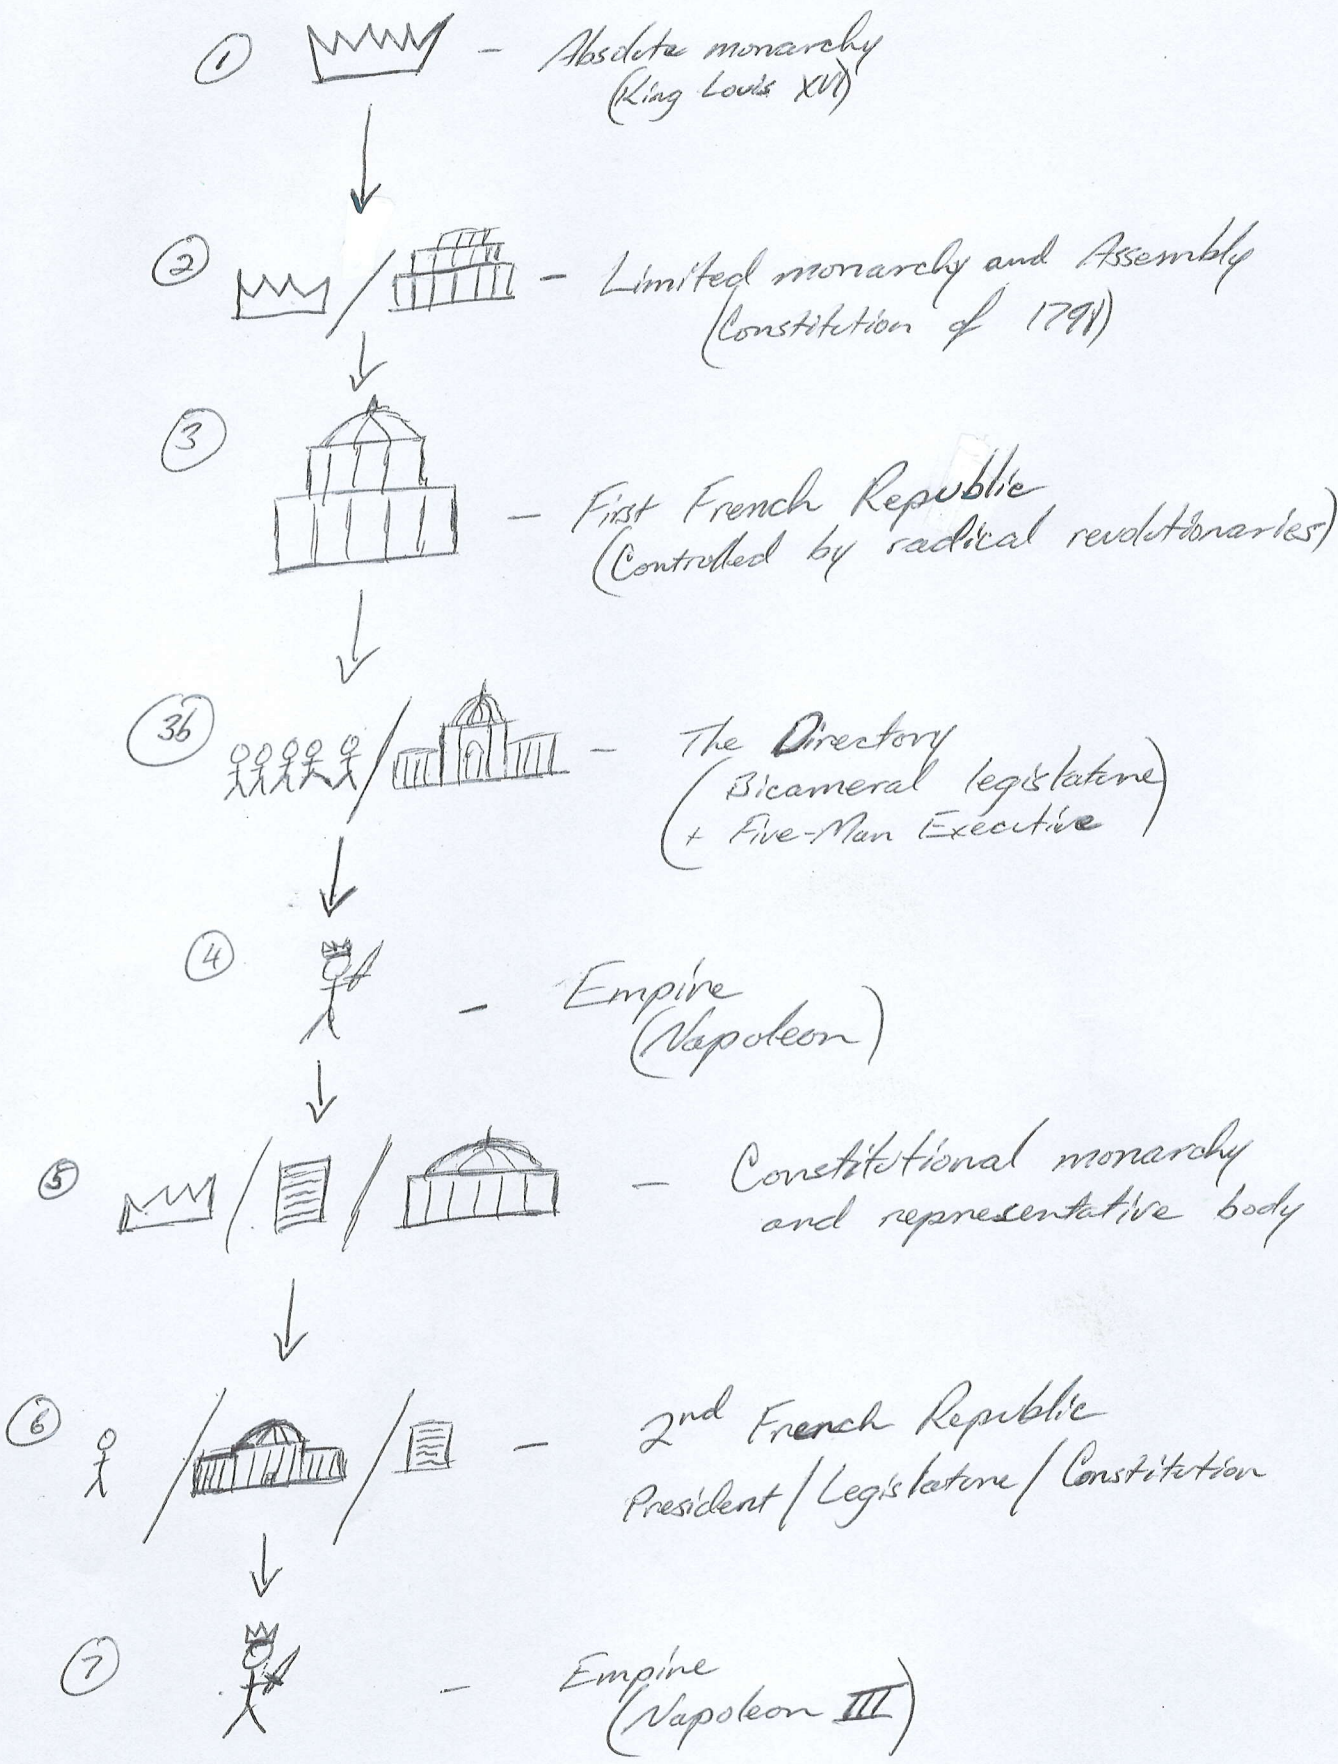 1 - Absolute monarchy
(King Louis XVI)
2 - Limited monarchy and Assembly
(Constitution of 1791)
3 - First French Republic
(Controlled by radical revolutionaries)
3b - The Directory
(Bicameral legislature
+ Five-Man Executive)
4 - Empire
(Napoleon)
5 - Constitutional monarchy
and representative body
6 - 2nd French Republic
President / Legislature / Constitution
7 - Empire
(Napoleon III)